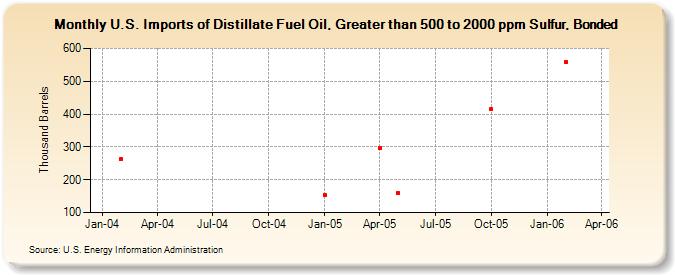 Monthly U.S. Imports of Distillate Fuel Oil, Greater than 500 to 2000 ppm Sulfur, Bonded
Thousand Barrels
600
500
400
300
200
100
Jan-04 Apr-04 Jul-04 Oct-04 Jan-05 Apr-05 Jul-05 Oct-05 Jan-06 Apr-06
Source: U.S. Energy Information Administration